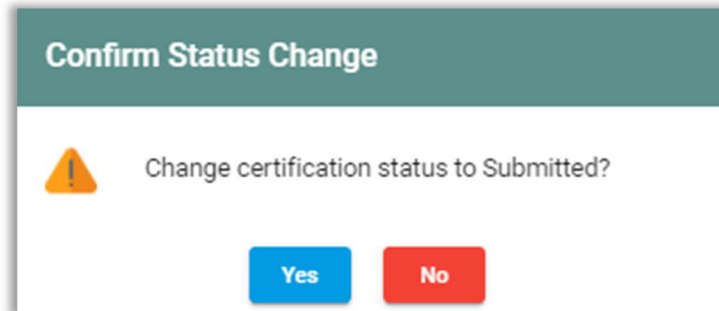 Confirm Status Change
Change certification status to Submitted?
Yes No